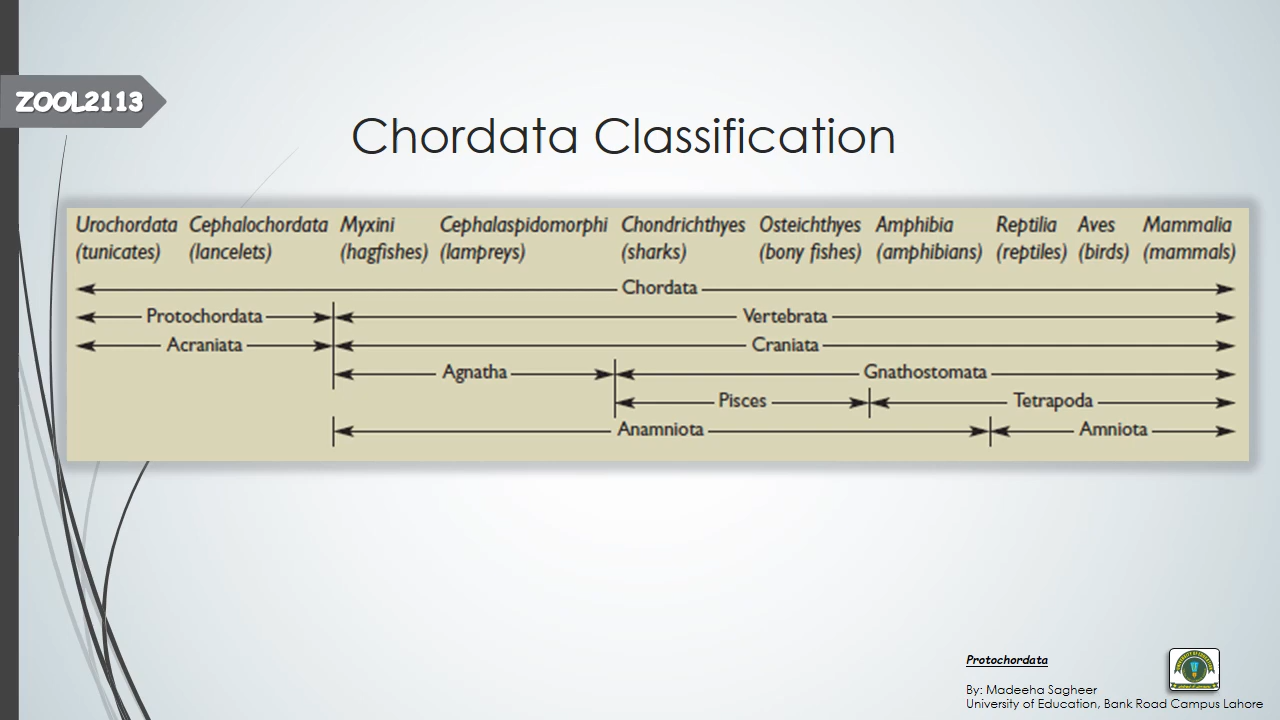 ZOOL2113
Chordata Classification
Urochordata Cephalochordata Myxini Cephalaspidomorphi Chondrichthyes Osteichthyes Amphibia Reptilia Aves Mammalia
(tunicates) (lancelets) (hagfishes) (lampreys) (sharks) (bony fishes) (amphibians) (reptiles) (birds) (mammals)
Chordata
Protochordata Vertebrata
Acraniata Craniata
Agnatha Gnathostomata
Pisces Tetrapoda
Anamniota Amniota
Protochordata
By: Madeeha Sagheer
University of Education, Bank Road Campus Lahore